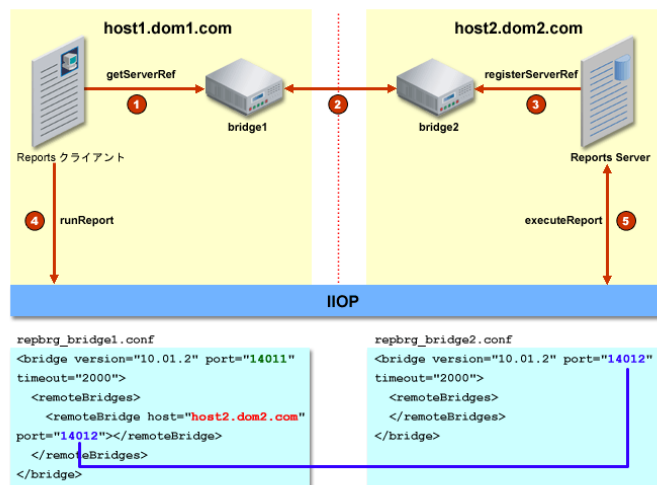 host1.dom1.com
host2.dom2.com
getServerRef
registerServerRef
1
2
3
bridge1
bridge2
Reports クライアント
Reports Server
4
runReport
executeReport
5
IIOP
repbrg_bridge1.conf
<bridge version="10.01.2" port="14011"
timeout="2000">
<remoteBridges>
<remoteBridge host="host2.dom2.com"
port="14012"></remoteBridge>
</remoteBridges>
</bridge>
repbrg_bridge2.conf
<bridge version="10.01.2" port="14012"
timeout="2000">
<remoteBridges>
</remoteBridges>
</bridge>